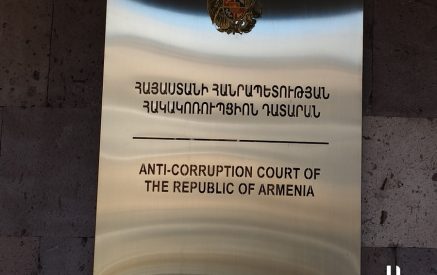 ՀԱՅԱՍՏԱՆԻ ՀԱՆՐԱՊԵՏՈՒԹՅԱՆ
ՀԱԿԱԿՈՌՈՒՊՑԻՈՆ ԴԱՏԱՐԱՆ
ANTI-CORRUPTION COURT OF
THE REPUBLIC OF ARMENIA